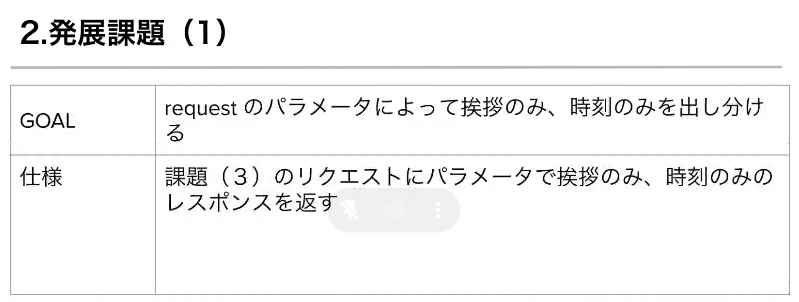 2.発展課題（1）
GOAL
request のパラメータによって挨拶のみ、時刻のみを出し分け
る
仕様
課題（３）のリクエストにパラメータで挨拶のみ、時刻のみの
レスポンスを返す